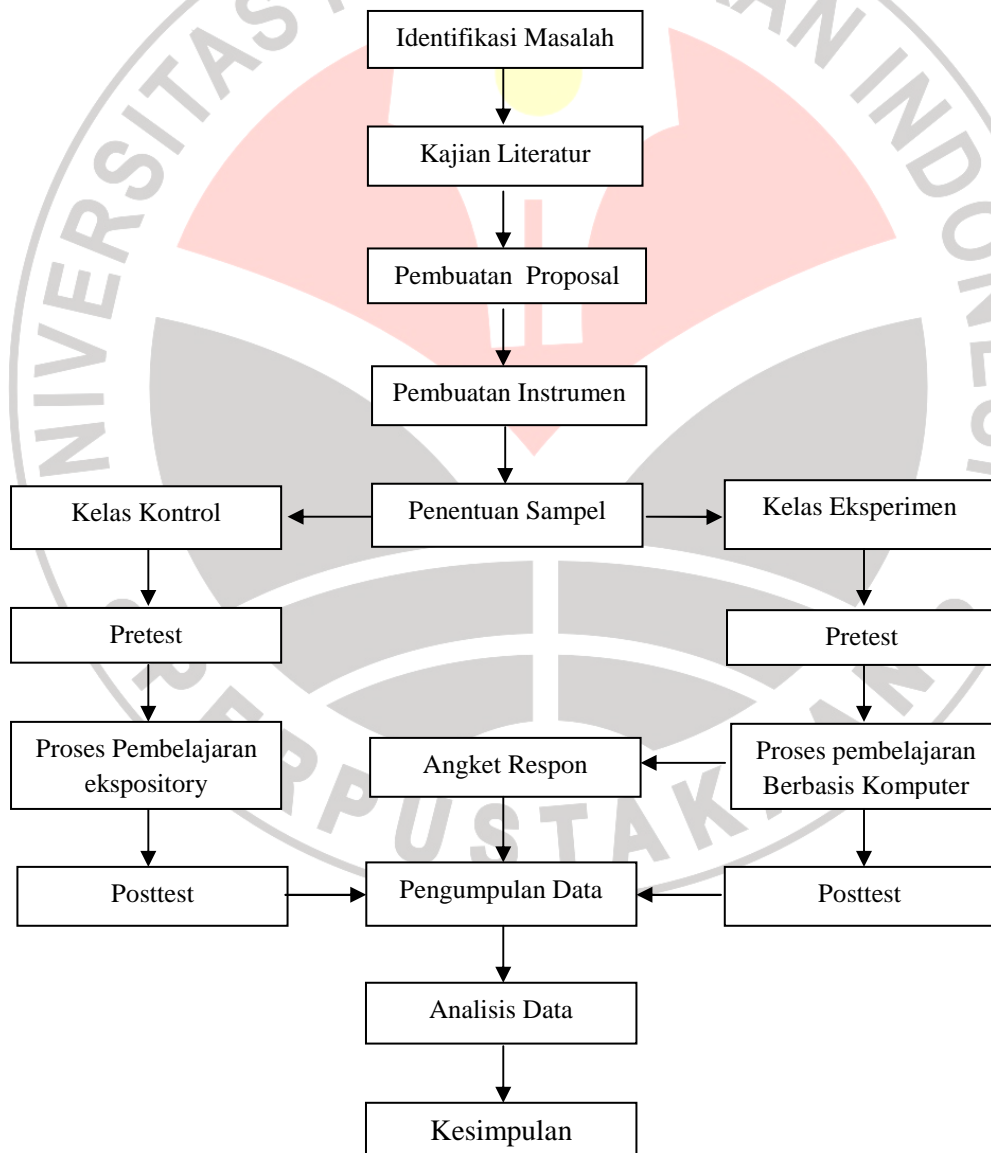 Identifikasi Masalah
Kajian Literatur
Pembuatan Proposal
Pembuatan Instrumen
Kelas Kontrol
Penentuan Sampel
Kelas Eksperimen
Pretest
Pretest
Proses Pembelajaran
ekspository
Angket Respon
Proses pembelajaran
Berbasis Komputer
Posttest
Pengumpulan Data
Posttest
Analisis Data
Kesimpulan
PERPUSTAKAAN